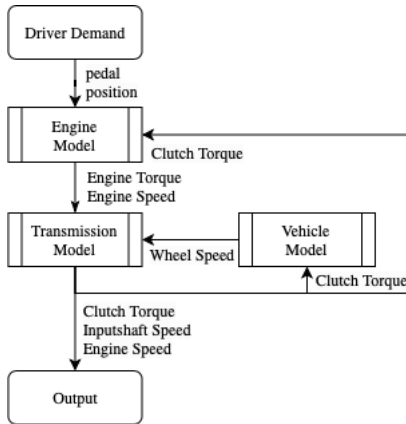 Driver Demand
pedal
position
Engine
Model
Clutch Torque
Engine Torque
Engine Speed
Transmission
Model
Wheel Speed
Vehicle
Model
Clutch Torque
Clutch Torque
Inputshaft Speed
Engine Speed
Output